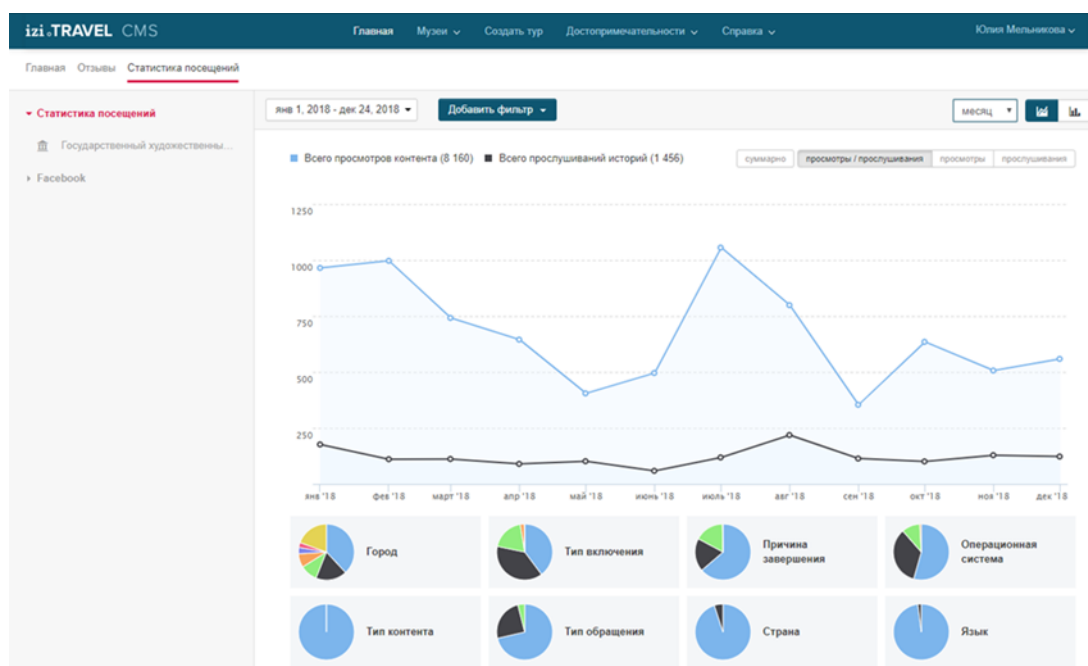 izi.TRAVEL CMS Главная Музеи Создать тур Достопримечательности Справка Юлия Мельникова
Главная Отзывы Статистика посещений
Статистика посещений
Государственный художественны...
Facebook
янв 1, 2018 - дек 24, 2018 Добавить фильтр месяц
Всего просмотров контента (8 160) Всего прослушиваний историй (1 456) суммарно просмотры / прослушивания просмотры прослушивания
1250
1000
750
500
250
янв '18 фев '18 март '18 апр '18 май '18 июнь '18 июль '18 авг '18 сен '18 окт '18 ноя '18 дек '18
Город Тип включения Причина завершения Операционная система
Тип контента Тип обращения Страна Язык